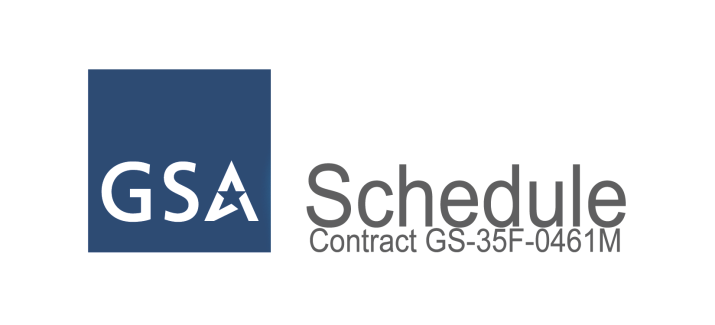 GSA
Schedule
Contract GS-35F-0461M